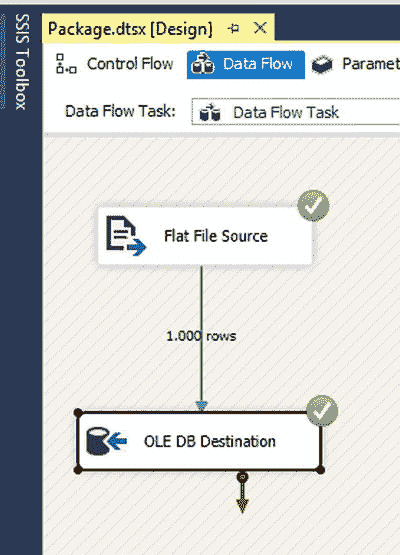 SSIS Toolbox
Package.dtsx [Design]
Control Flow Data Flow Paramet
Data Flow Task: Data Flow Task
Flat File Source
1.000 rows
OLE DB Destination